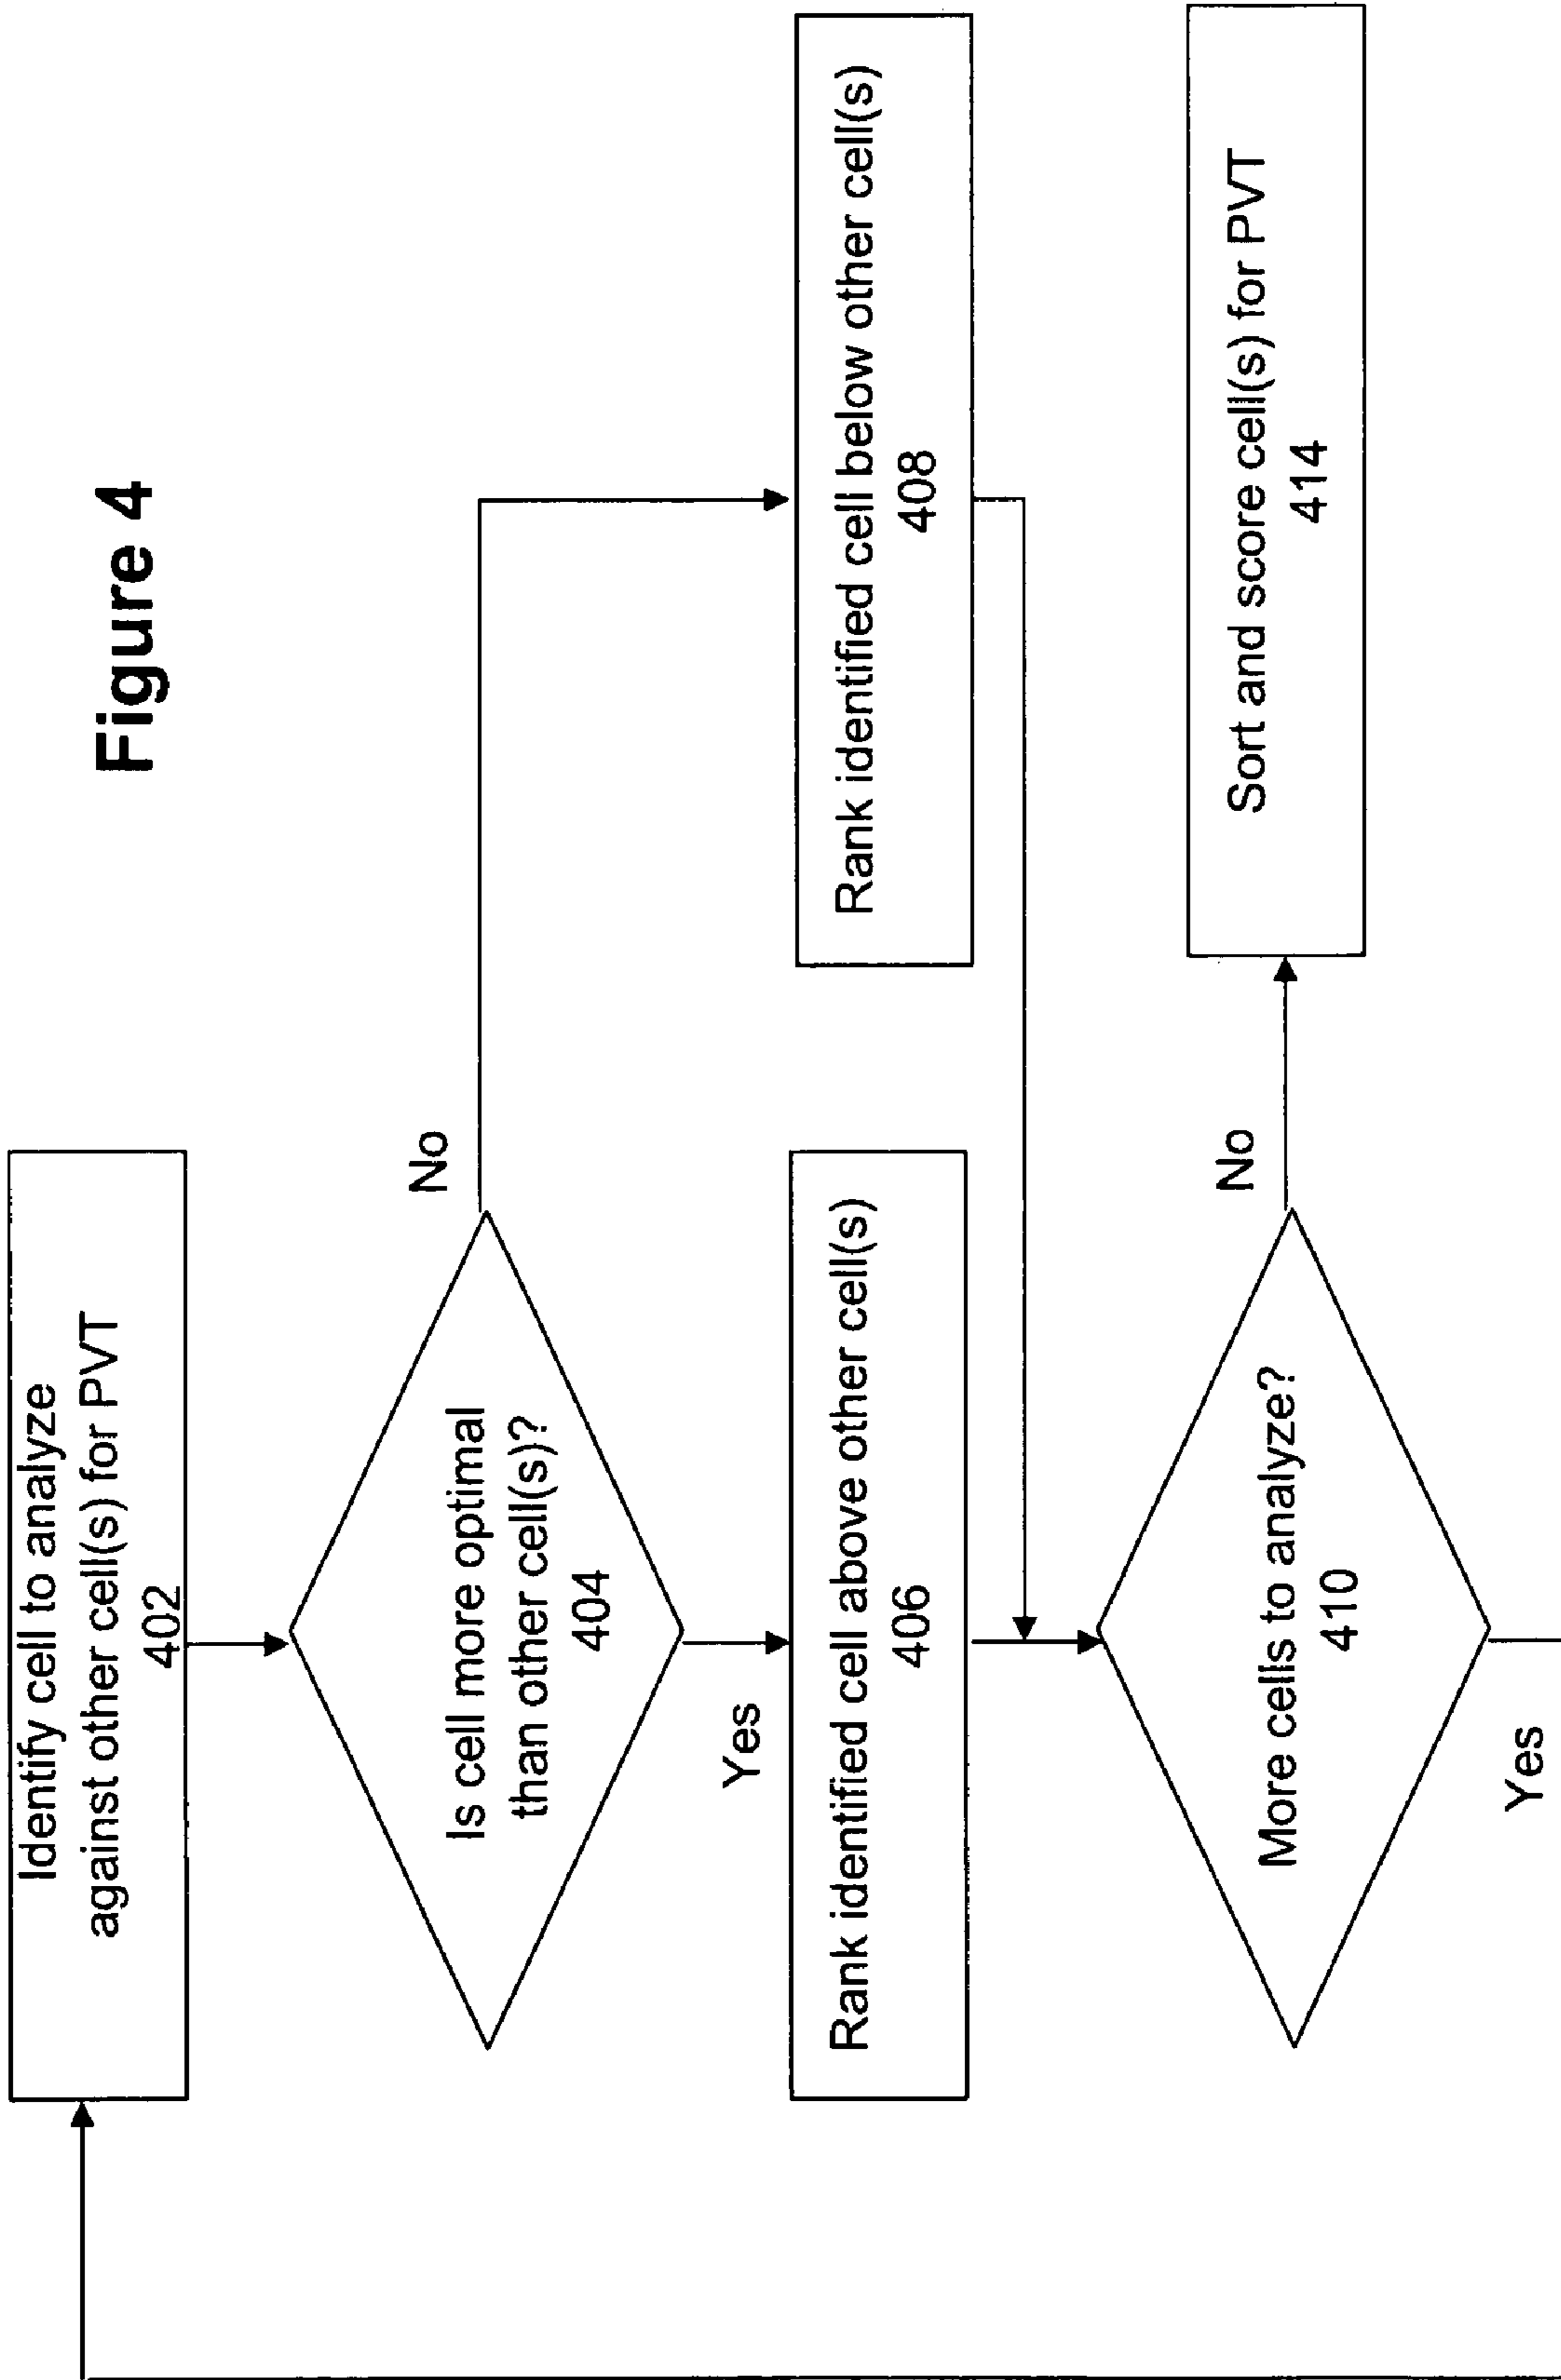 Figure 4
Identify cell to analyze
against other cell(s) for PVT
402
Is cell more optimal
than other cell(s)?
404
No
Yes
Rank identified cell above other cell(s)
406
Rank identified cell below other cell(s)
408
More cells to analyze?
410
No
Sort and score cell(s) for PVT
414
Yes